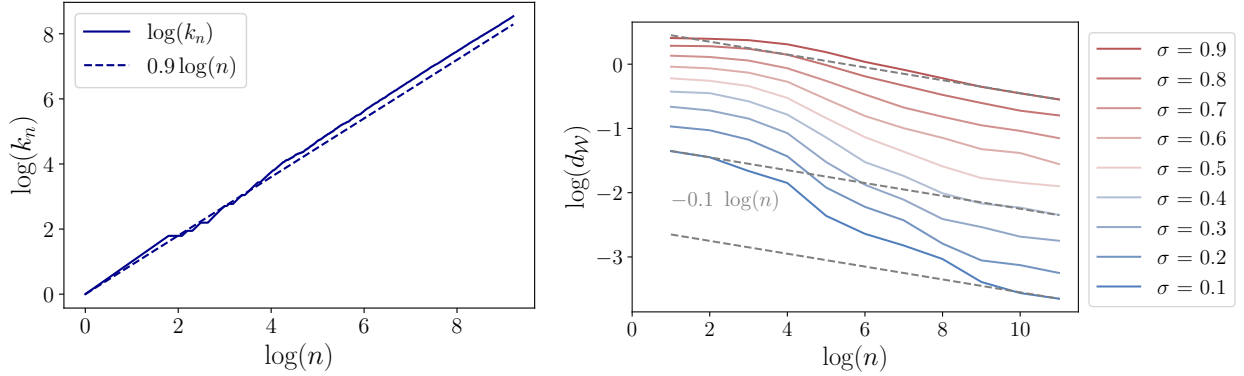 log(k_n)
0.9 log(n)
8
6
4
2
0
log(k_n)
0
2
4
6
8
log(n)
0
−1
−2
−3
log(d_𝒲)
−0.1 log(n)
0
2
4
6
8
10
log(n)
σ = 0.9
σ = 0.8
σ = 0.7
σ = 0.6
σ = 0.5
σ = 0.4
σ = 0.3
σ = 0.2
σ = 0.1